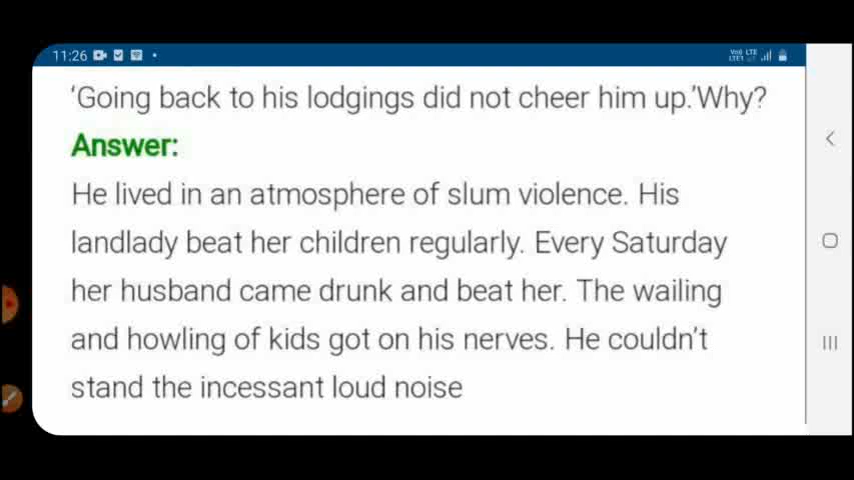 11:26
'Going back to his lodgings did not cheer him up.'Why?
Answer:
He lived in an atmosphere of slum violence. His
landlady beat her children regularly. Every Saturday
her husband came drunk and beat her. The wailing
and howling of kids got on his nerves. He couldn't
stand the incessant loud noise